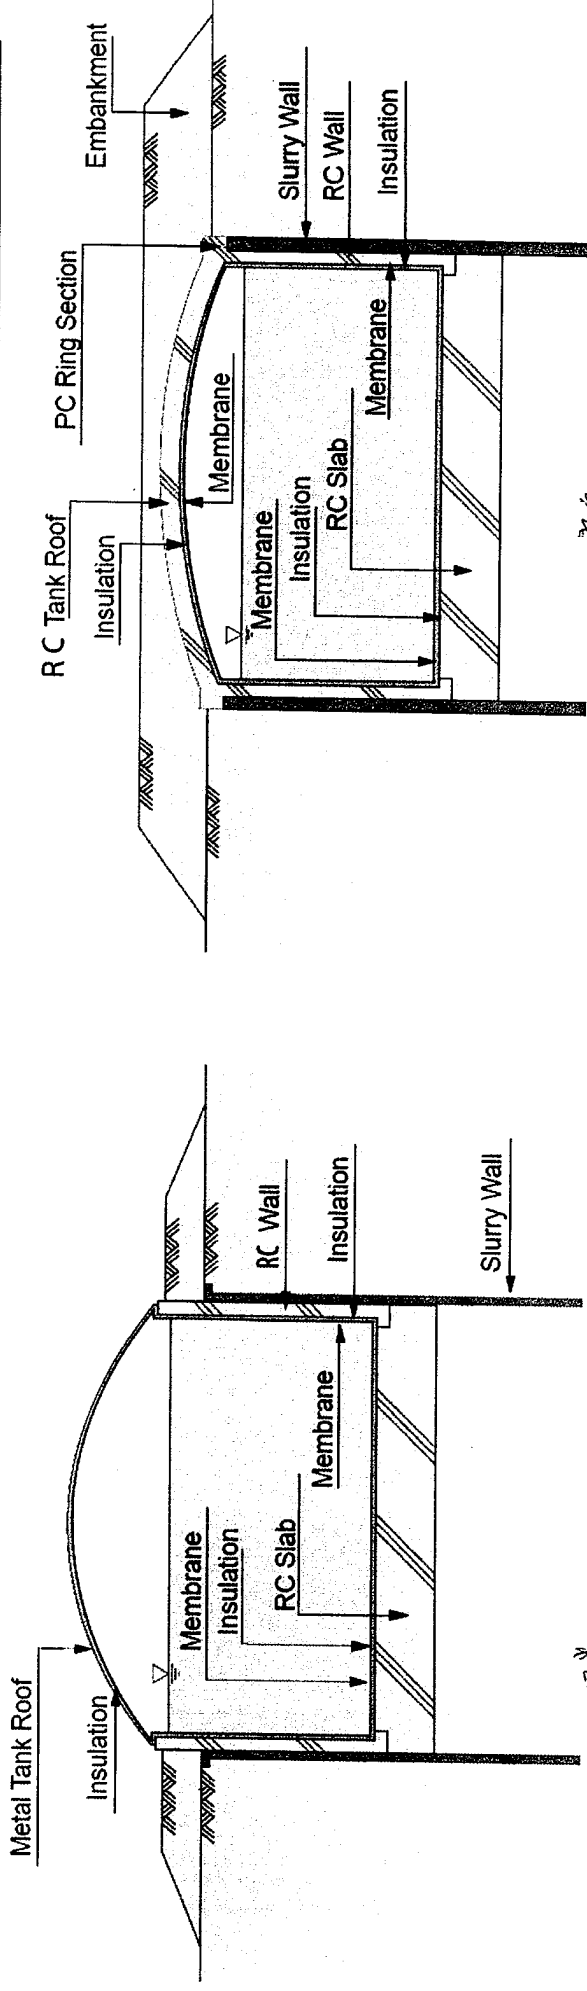 Metal Tank Roof
Insulation
Membrane
Insulation
RC Slab
Membrane
RC Wall
Insulation
Slurry Wall
R C Tank Roof
Insulation
PC Ring Section
Embankment
Membrane
Membrane
Insulation
RC Slab
Membrane
Slurry Wall
RC Wall
Insulation